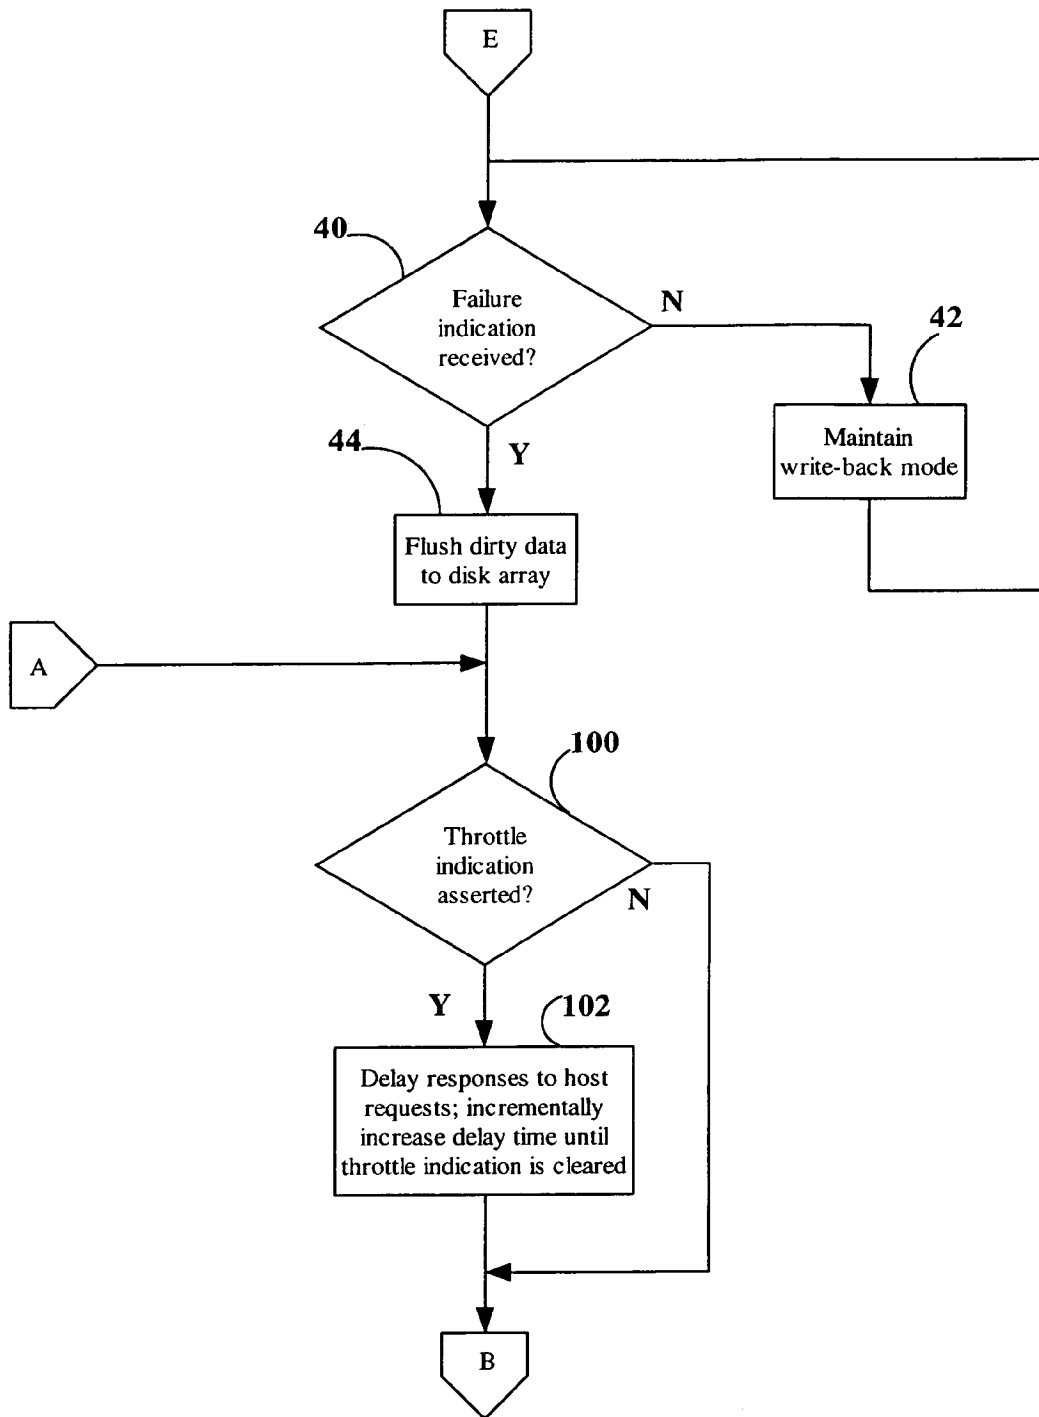 E
40
Failure
indication
received?
N
42
Maintain
write-back mode
44
Y
Flush dirty data
to disk array
A
100
Throttle
indication
asserted?
N
Y
102
Delay responses to host
requests; incrementally
increase delay time until
throttle indication is cleared
B